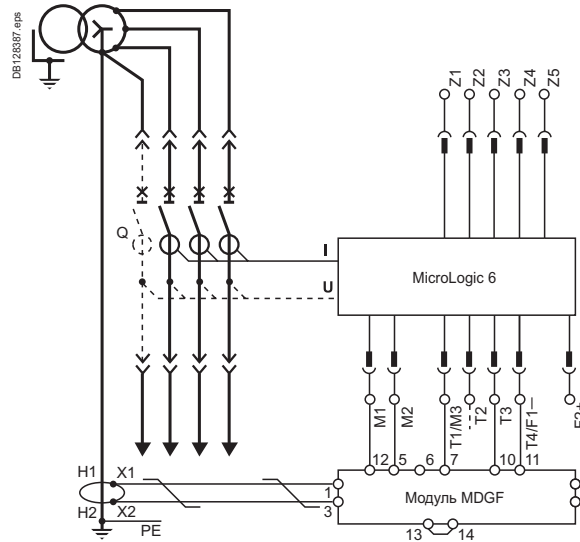 DB128387.eps
Z1
Z2
Z3
Z4
Z5
Q
I
U
MicroLogic 6
M1
M2
T1/M3
T2
T3
T4/F1–
F2+
12
5
6
7
10
11
H1
X1
H2
X2
PE
1
3
Модуль MDGF
13
14